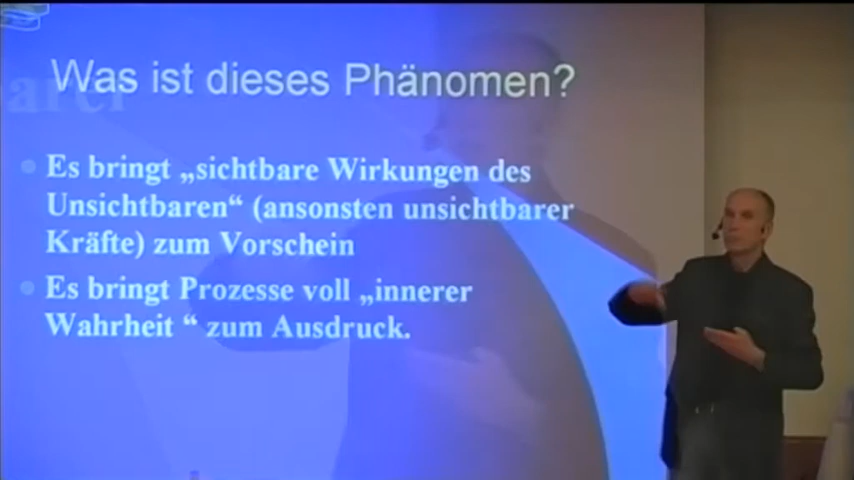 Was ist dieses Phänomen?
Es bringt „sichtbare Wirkungen des
Unsichtbaren“ (ansonsten unsichtbarer
Kräfte) zum Vorschein
Es bringt Prozesse voll „innerer
Wahrheit “ zum Ausdruck.